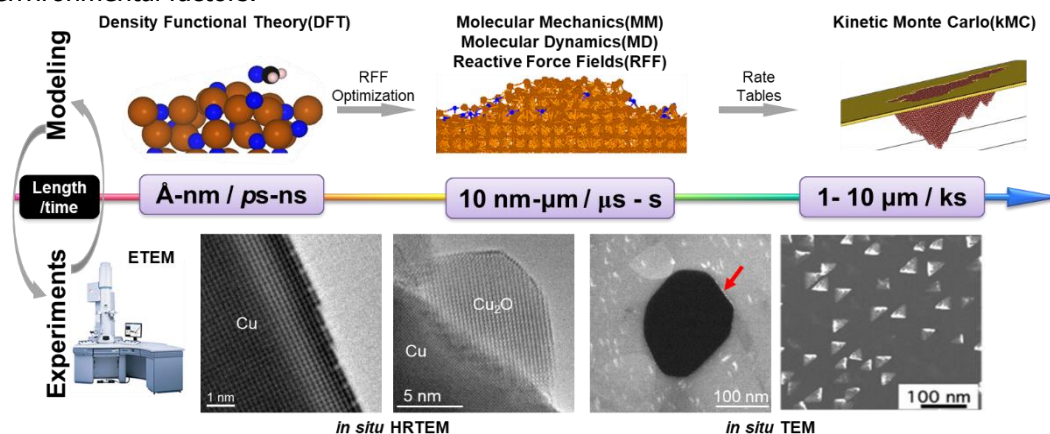 environmental factors.
Density Functional Theory(DFT)
Molecular Mechanics(MM)
Molecular Dynamics(MD)
Reactive Force Fields(RFF)
Kinetic Monte Carlo(kMC)
RFF
Optimization
Rate
Tables
Modeling
Length
/time
Å-nm / ps-ns
10 nm-μm / μs - s
1- 10 μm / ks
Experiments
ETEM
Cu
1 nm
Cu₂O
Cu
5 nm
100 nm
100 nm
in situ HRTEM
in situ TEM